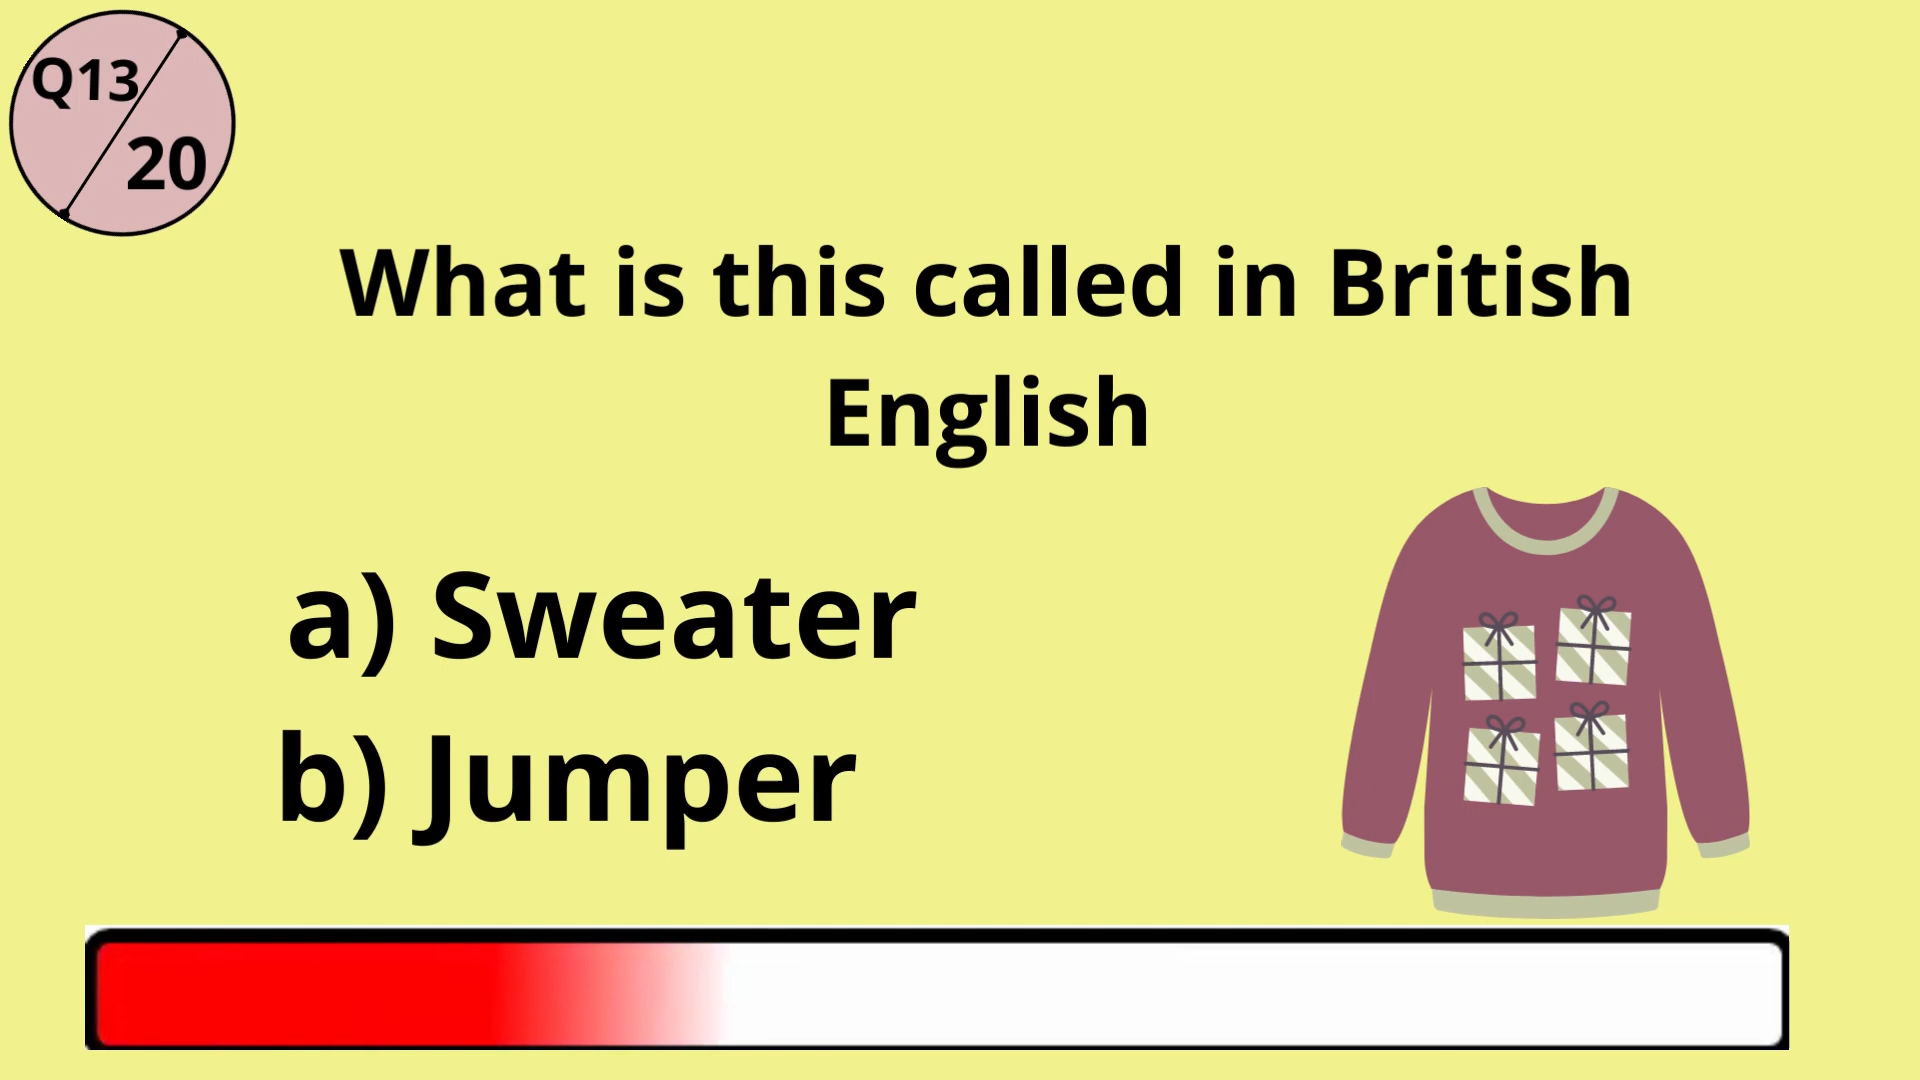 Q13
20
What is this called in British
English
a) Sweater
b) Jumper